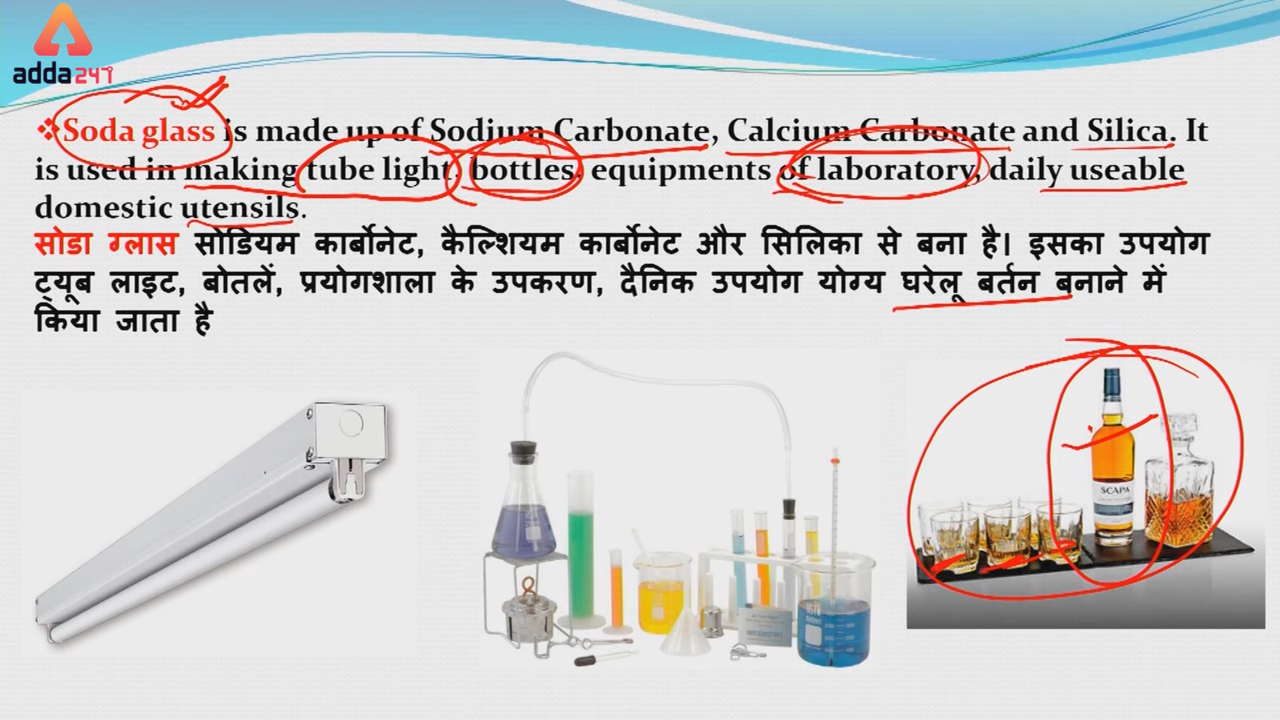 adda247
❖Soda glass is made up of Sodium Carbonate, Calcium Carbonate and Silica. It
is used in making tube light, bottles, equipments of laboratory, daily useable
domestic utensils.
सोडा ग्लास सोडियम कार्बोनेट, कैल्शियम कार्बोनेट और सिलिका से बना है। इसका उपयोग
ट्यूब लाइट, बोतलें, प्रयोगशाला के उपकरण, दैनिक उपयोग योग्य घरेलू बर्तन बनाने में
किया जाता है
SCAPA